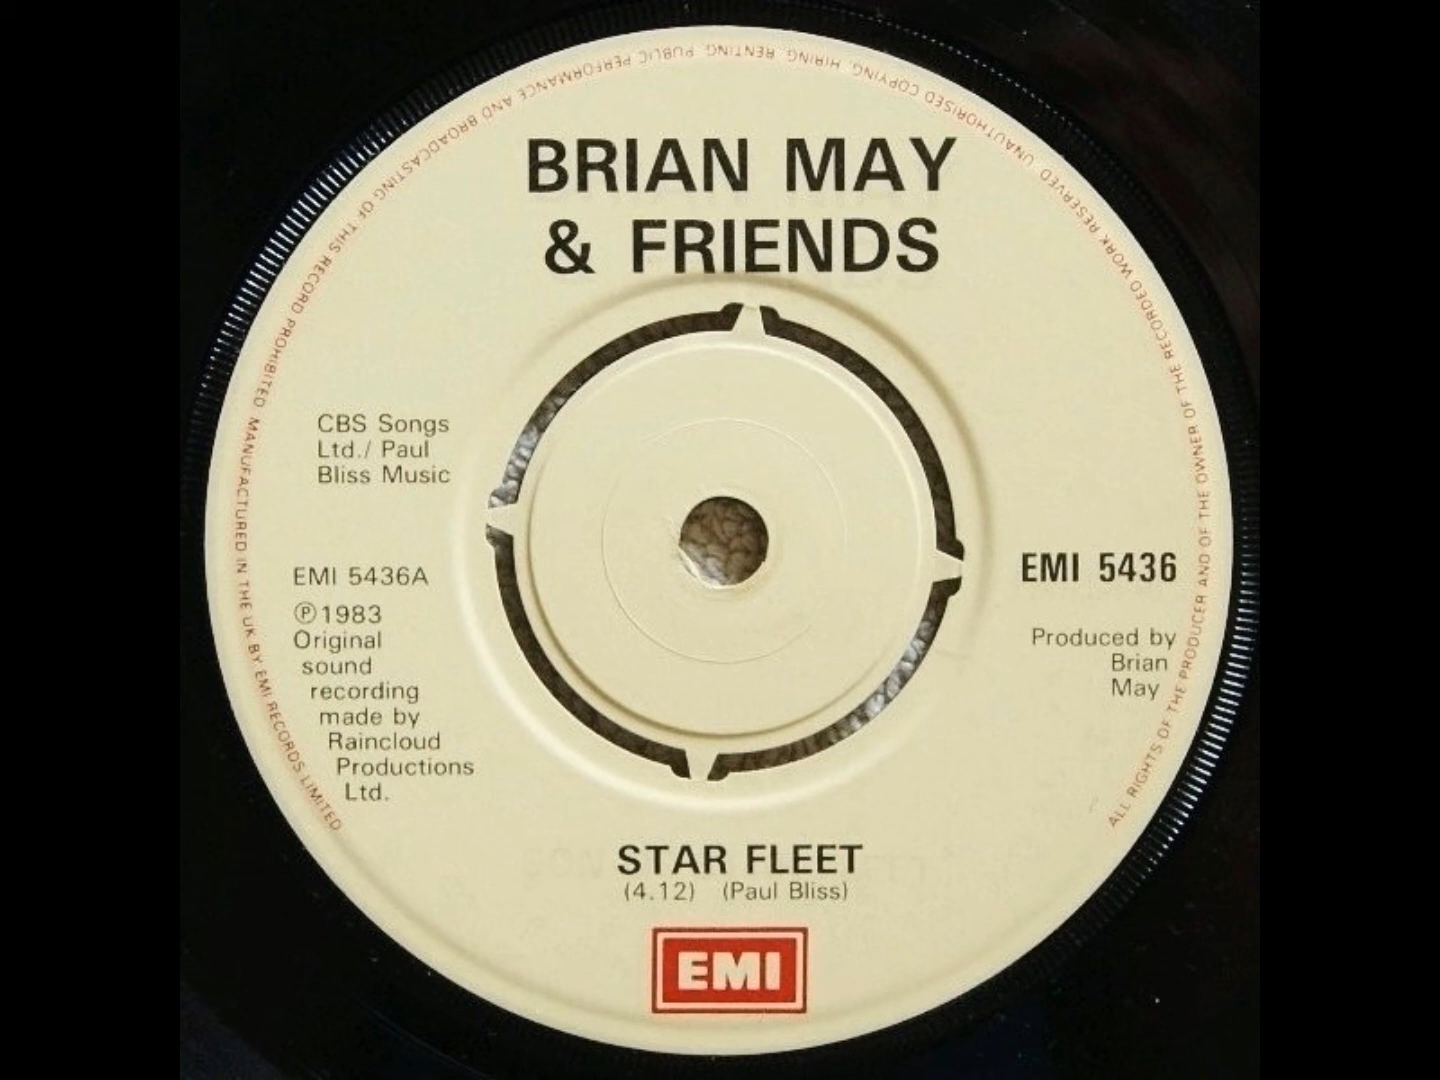 BRIAN MAY
& FRIENDS
CBS Songs
Ltd./ Paul
Bliss Music
EMI 5436A
℗1983
Original
sound
recording
made by
Raincloud
Productions
Ltd.
EMI 5436
Produced by
Brian
May
STAR FLEET
(4.12) (Paul Bliss)
EMI
ALL RIGHTS OF THE PRODUCER AND OF THE OWNER OF THE RECORDED WORK RESERVED. UNAUTHORISED COPYING, HIRING, RENTING, PUBLIC PERFORMANCE AND BROADCASTING OF THIS RECORD PROHIBITED. MANUFACTURED IN THE UK BY EMI RECORDS LIMITED